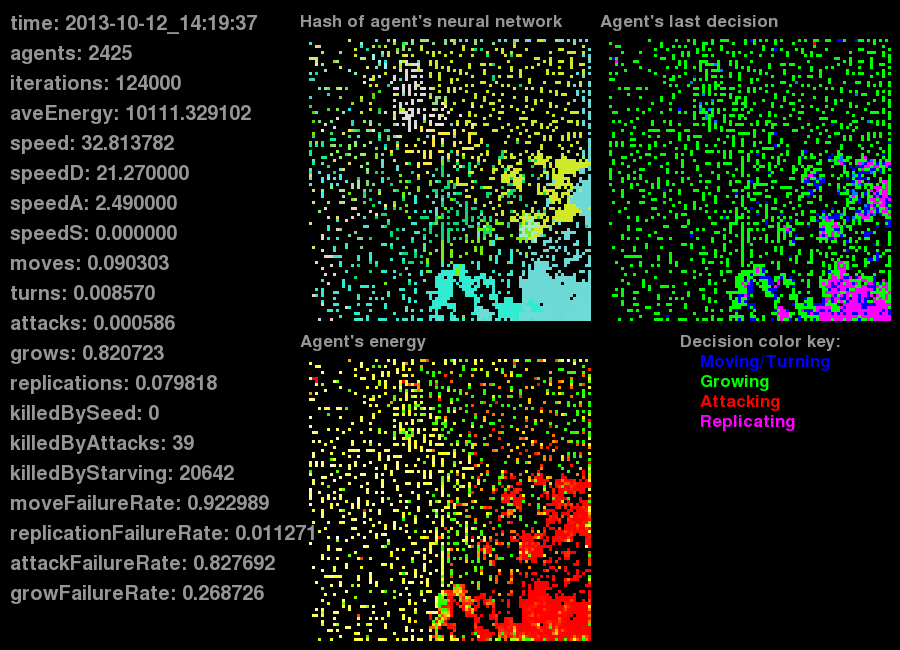 time: 2013-10-12_14:19:37
agents: 2425
iterations: 124000
aveEnergy: 10111.329102
speed: 32.813782
speedD: 21.270000
speedA: 2.490000
speedS: 0.000000
moves: 0.090303
turns: 0.008570
attacks: 0.000586
grows: 0.820723
replications: 0.079818
killedBySeed: 0
killedByAttacks: 39
killedByStarving: 20642
moveFailureRate: 0.922989
replicationFailureRate: 0.011271
attackFailureRate: 0.827692
growFailureRate: 0.268726
Hash of agent's neural network
Agent's last decision
Agent's energy
Decision color key:
Moving/Turning
Growing
Attacking
Replicating